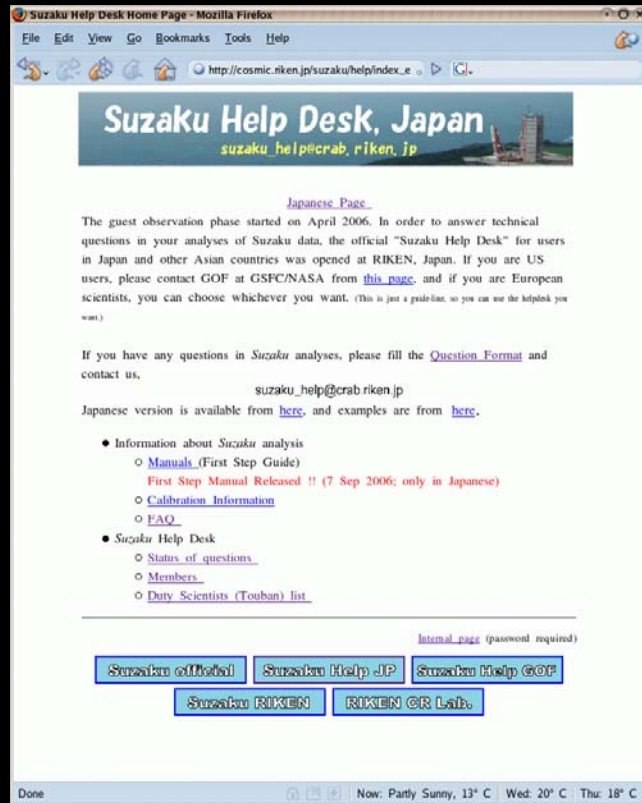 Suzaku Help Desk Home Page - Mozilla Firefox
File Edit View Go Bookmarks Tools Help
http://cosmic.riken.jp/suzaku/help/index_e
Suzaku Help Desk, Japan
suzaku_help@crab.riken.jp
Japanese Page
The guest observation phase started on April 2006. In order to answer technical
questions in your analyses of Suzaku data, the official "Suzaku Help Desk" for users
in Japan and other Asian countries was opened at RIKEN, Japan. If you are US
users, please contact GOF at GSFC/NASA from this page, and if you are European
scientists, you can choose whichever you want. (This is just a guide-line, so you can use the helpdesk you
want.)
If you have any questions in Suzaku analyses, please fill the Question Format and
contact us,
suzaku_help@crab.riken.jp
Japanese version is available from here, and examples are from here.
● Information about Suzaku analysis
○ Manuals (First Step Guide)
First Step Manual Released !! (7 Sep 2006; only in Japanese)
○ Calibration Information
○ FAQ
● Suzaku Help Desk
○ Status of questions
○ Members
○ Duty Scientists (Touban) list
Internal page (password required)
Suzaku official Suzaku Help JP Suzaku Help GOF
Suzaku RIKEN RIKEN CR Lab.
Done Now: Partly Sunny, 13° C Wed: 20° C Thu: 18° C